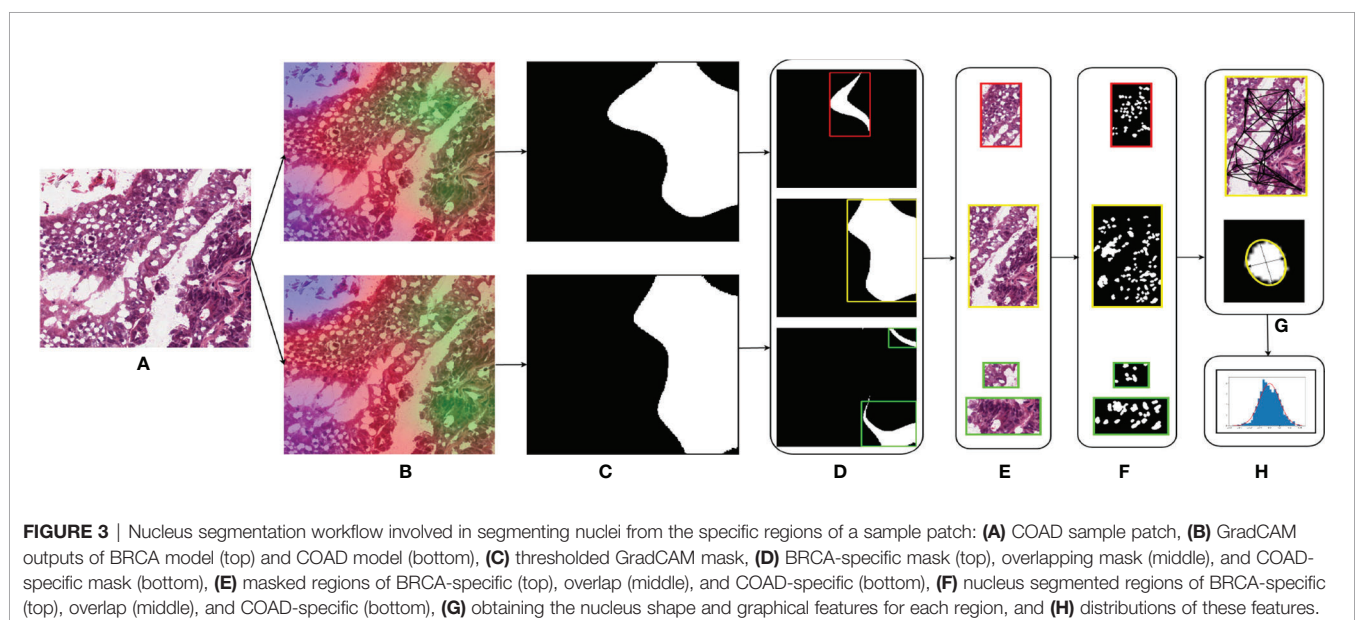 A
B
C
D
E
F
G
H
FIGURE 3 | Nucleus segmentation workflow involved in segmenting nuclei from the specific regions of a sample patch: (A) COAD sample patch, (B) GradCAM
outputs of BRCA model (top) and COAD model (bottom), (C) thresholded GradCAM mask, (D) BRCA-specific mask (top), overlapping mask (middle), and COAD-
specific mask (bottom), (E) masked regions of BRCA-specific (top), overlap (middle), and COAD-specific (bottom), (F) nucleus segmented regions of BRCA-specific
(top), overlap (middle), and COAD-specific (bottom), (G) obtaining the nucleus shape and graphical features for each region, and (H) distributions of these features.